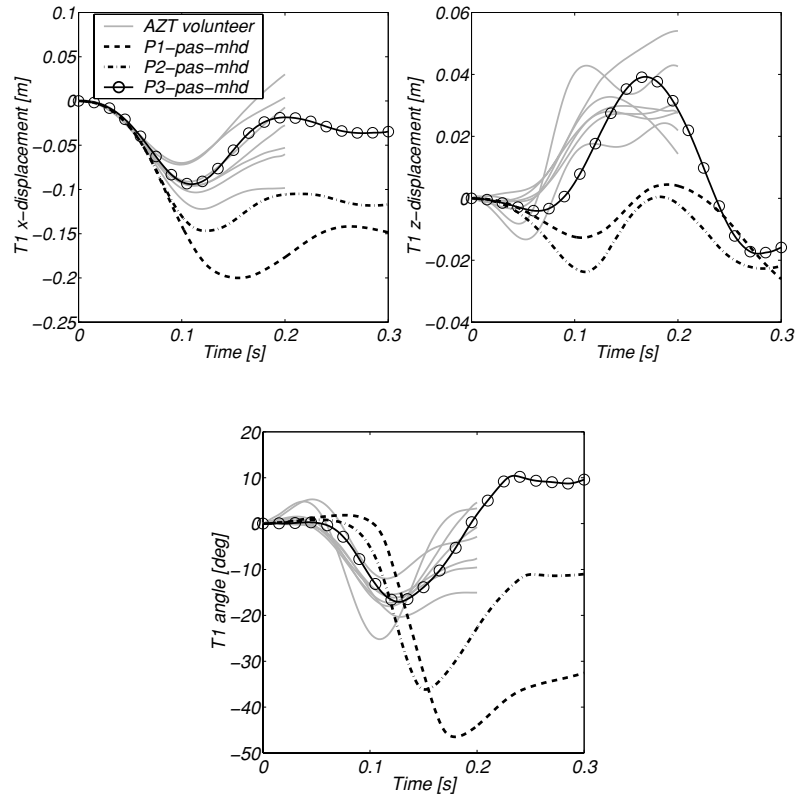 0.1
0.05
0
−0.05
−0.1
−0.15
−0.2
−0.25
T1 x−displacement [m]
AZT volunteer
P1−pas−mhd
P2−pas−mhd
P3−pas−mhd
0 0.1 0.2 0.3
Time [s]
0.06
0.04
0.02
0
−0.02
−0.04
T1 z−displacement [m]
0 0.1 0.2 0.3
Time [s]
20
10
0
−10
−20
−30
−40
−50
T1 angle [deg]
0 0.1 0.2 0.3
Time [s]